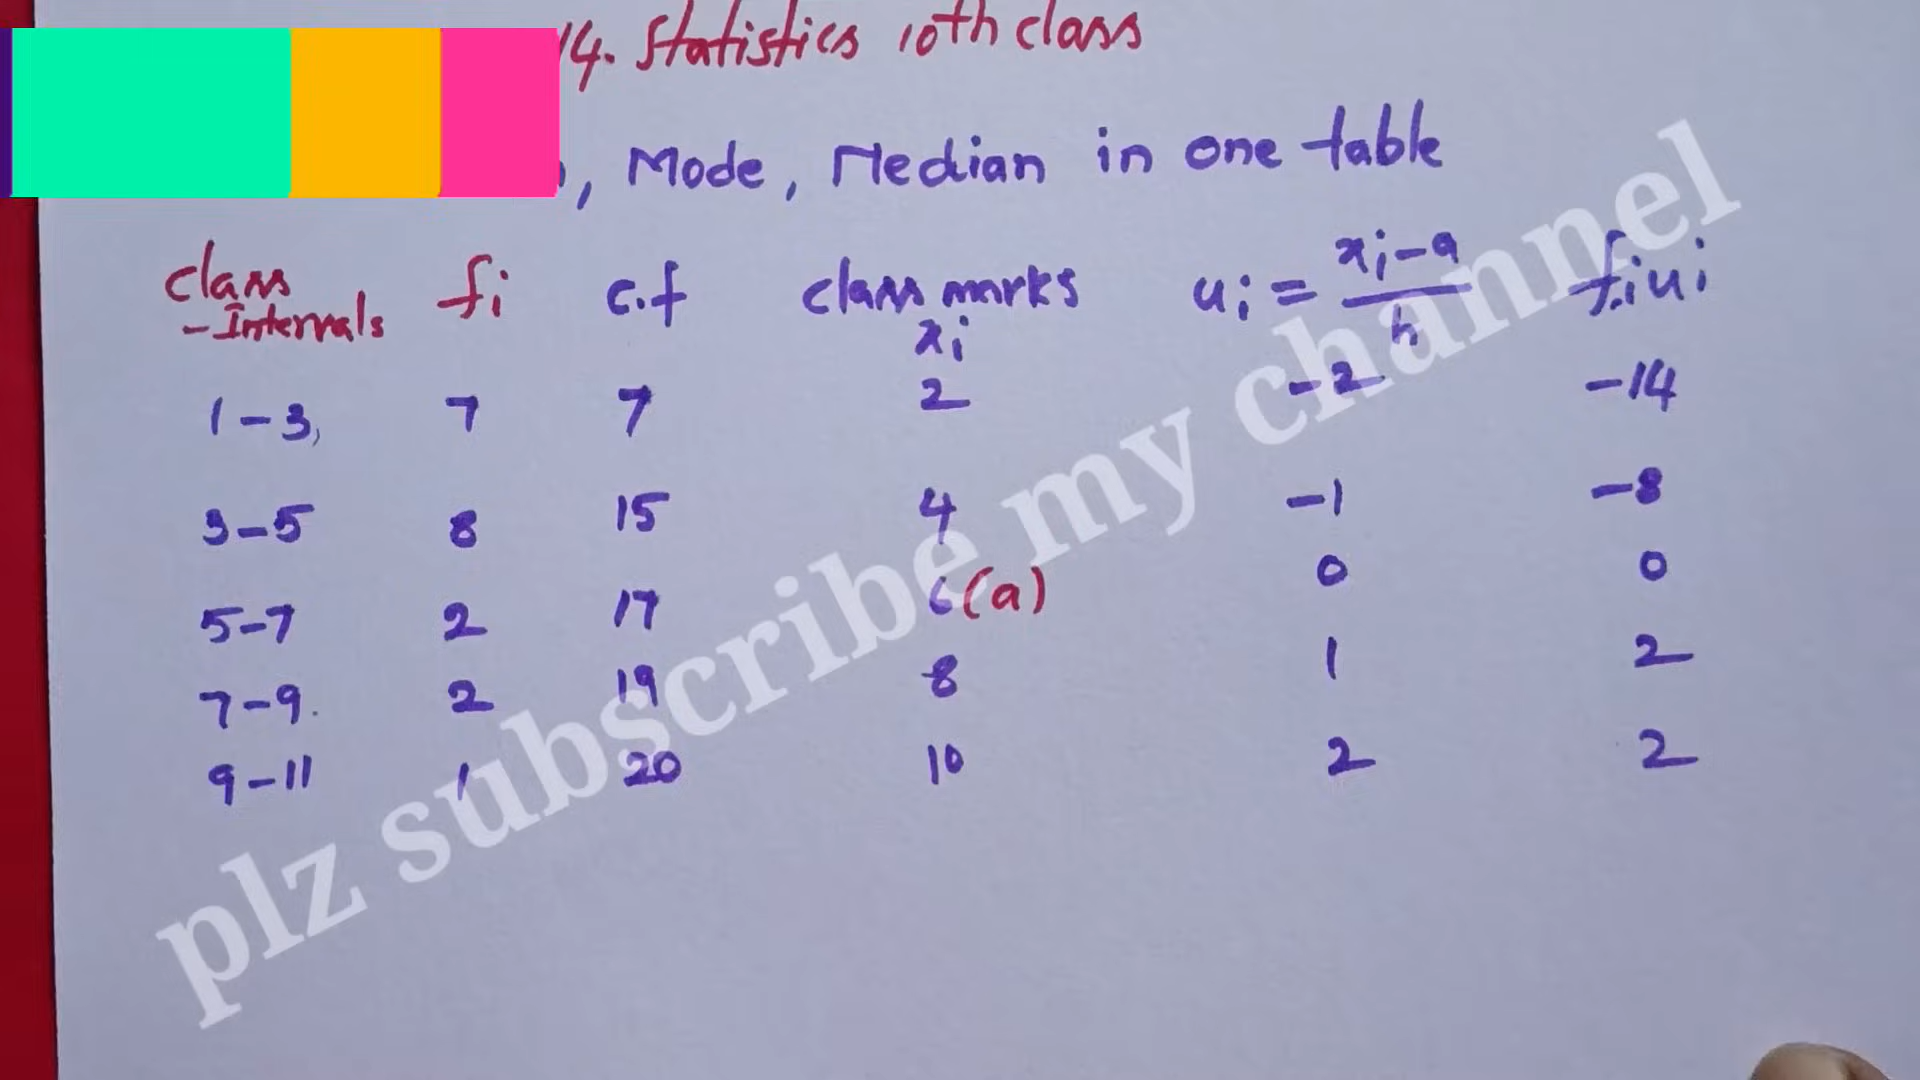 14. Statistics 10th class
, Mode, Median in one table
class - Intervals fi c.f class marks xi ui = xi-a / h fiui
1-3, 7 7 2 -2 -14
3-5 8 15 4 -1 -8
5-7 2 17 6(a) 0 0
7-9. 2 19 8 1 2
9-11 1 20 10 2 2
plz subscribe my channel